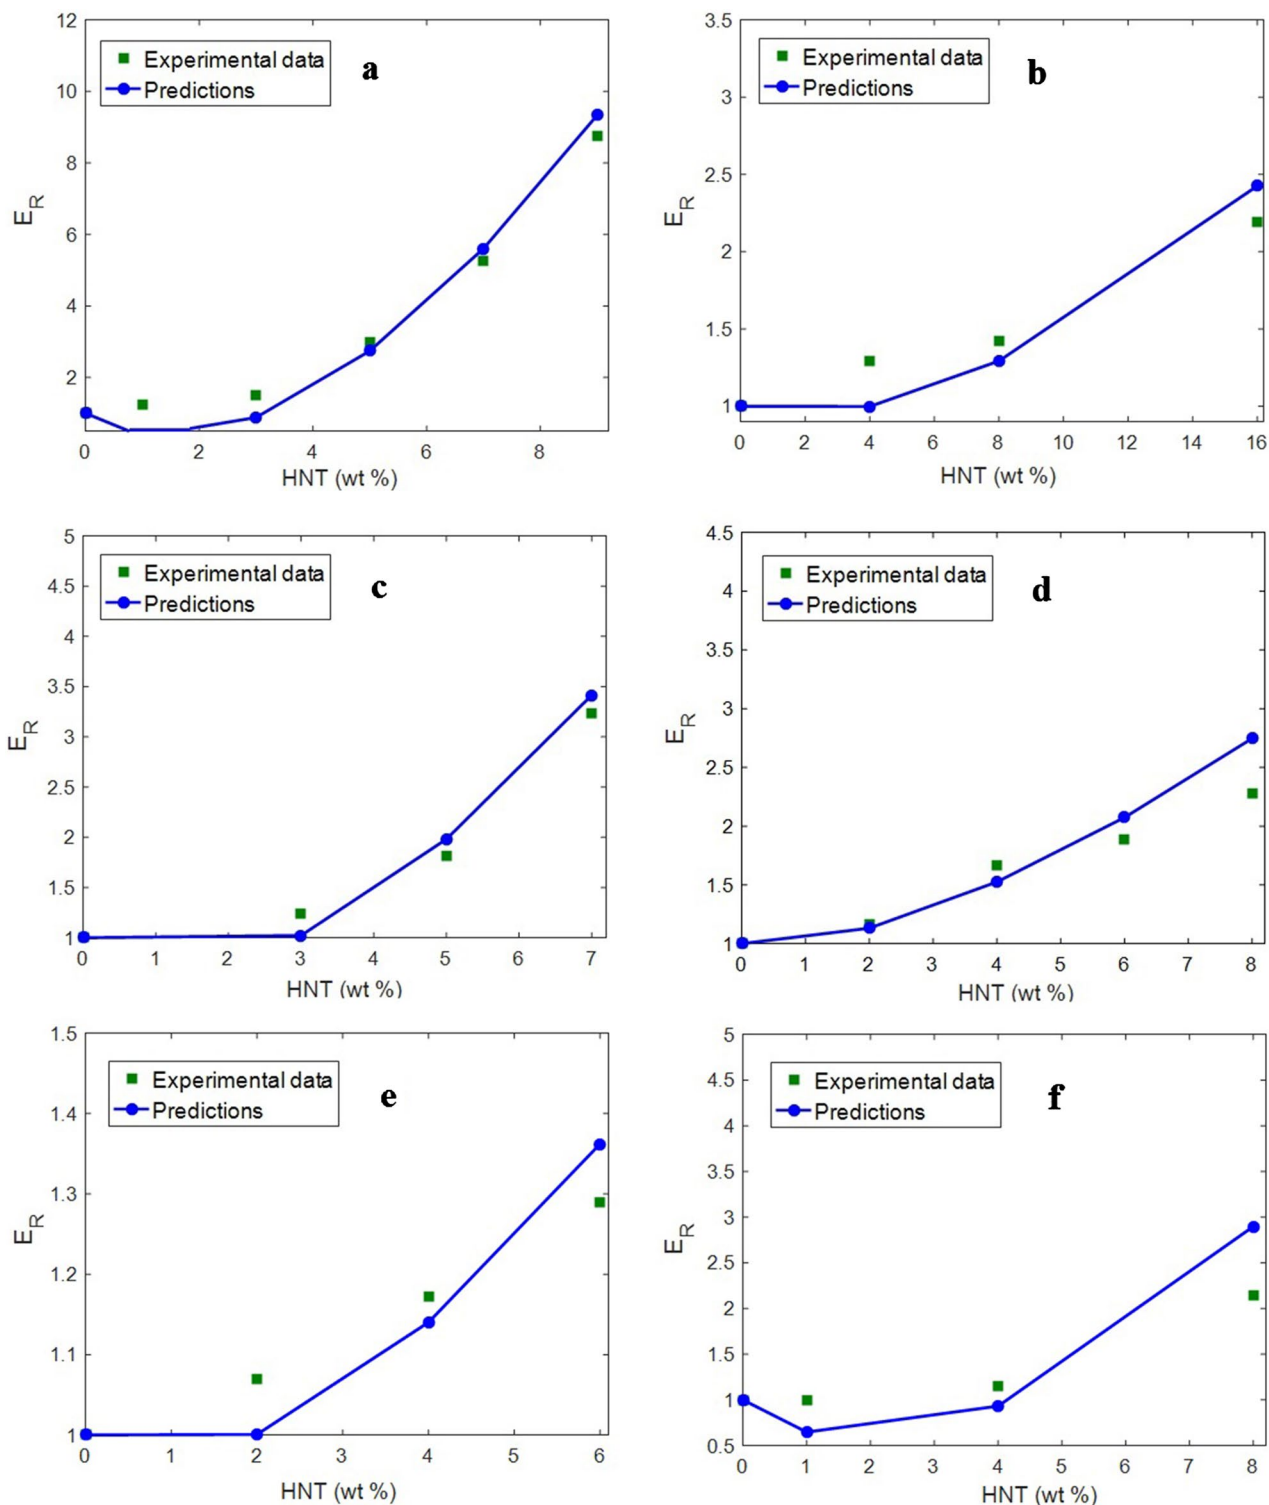 12
10
8
6
4
2
0 2 4 6 8
E_R
HNT (wt %)
Experimental data
Predictions
a
3.5
3
2.5
2
1.5
1
0 2 4 6 8 10 12 14 16
E_R
HNT (wt %)
Experimental data
Predictions
b
5
4.5
4
3.5
3
2.5
2
1.5
1
0 1 2 3 4 5 6 7
E_R
HNT (wt %)
Experimental data
Predictions
c
4.5
4
3.5
3
2.5
2
1.5
1
0 1 2 3 4 5 6 7 8
E_R
HNT (wt %)
Experimental data
Predictions
d
1.5
1.4
1.3
1.2
1.1
1
0 1 2 3 4 5 6
E_R
HNT (wt %)
Experimental data
Predictions
e
5
4.5
4
3.5
3
2.5
2
1.5
1
0.5
0 1 2 3 4 5 6 7 8
E_R
HNT (wt %)
Experimental data
Predictions
f